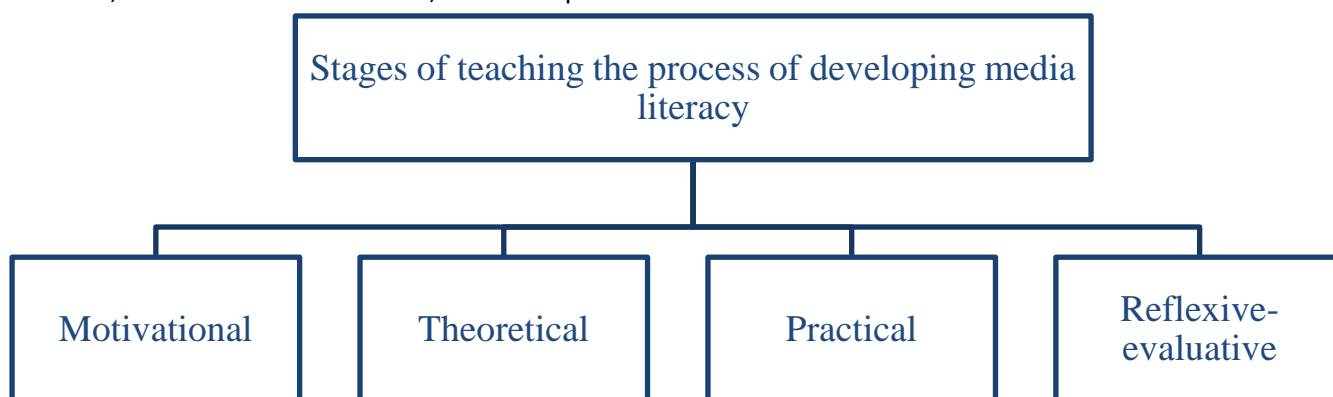 Stages of teaching the process of developing media
literacy
Motivational
Theoretical
Practical
Reflexive-
evaluative